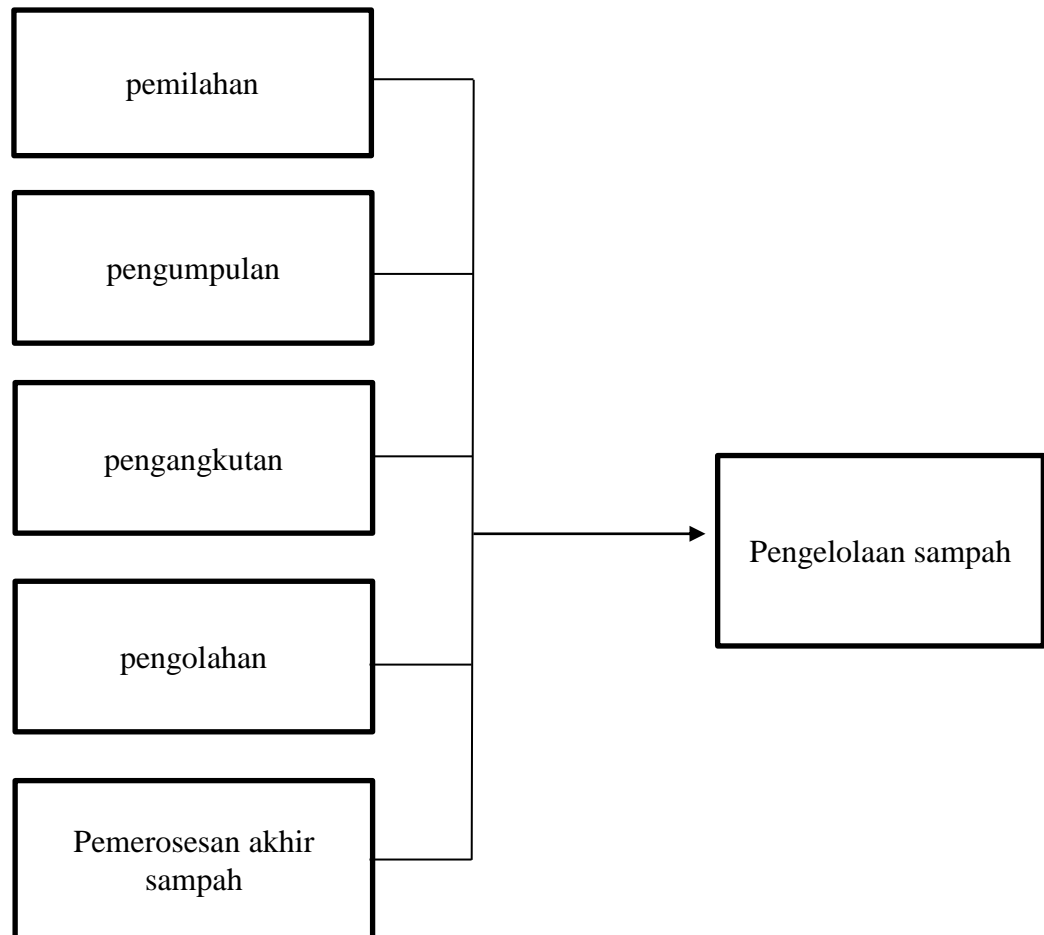 pemilahan
pengumpulan
pengangkutan
Pengelolaan sampah
pengolahan
Pemerosesan akhir
sampah